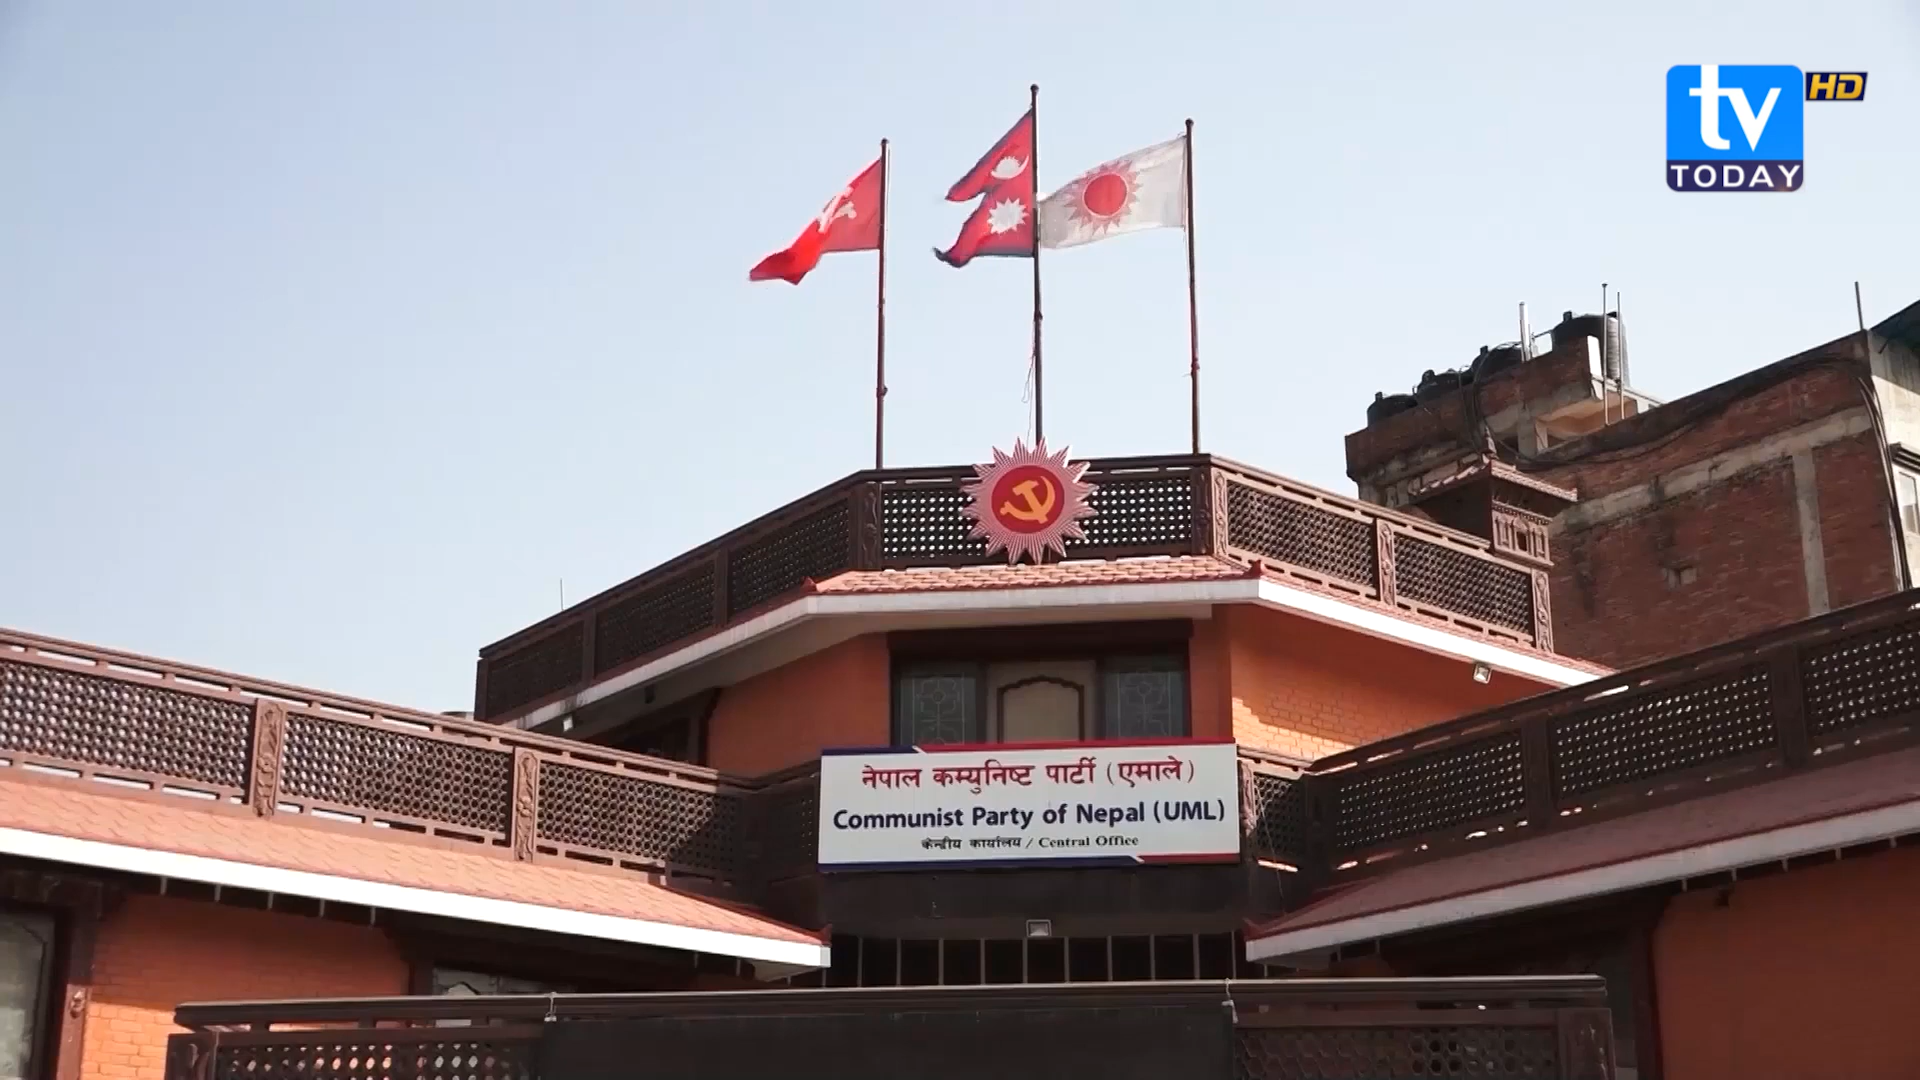 tv HD
TODAY
नेपाल कम्युनिष्ट पार्टी (एमाले)
Communist Party of Nepal (UML)
केन्द्रीय कार्यालय / Central Office